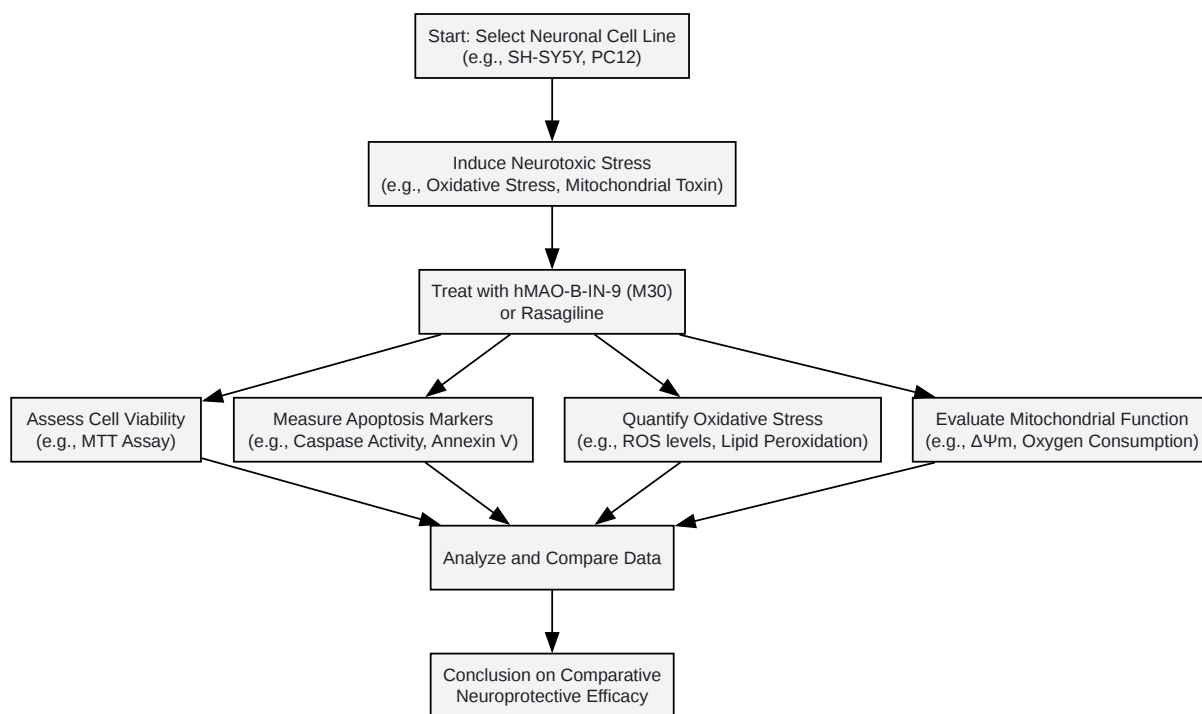 Start: Select Neuronal Cell Line
(e.g., SH-SY5Y, PC12)
Induce Neurotoxic Stress
(e.g., Oxidative Stress, Mitochondrial Toxin)
Treat with hMAO-B-IN-9 (M30)
or Rasagiline
Assess Cell Viability
(e.g., MTT Assay)
Measure Apoptosis Markers
(e.g., Caspase Activity, Annexin V)
Quantify Oxidative Stress
(e.g., ROS levels, Lipid Peroxidation)
Evaluate Mitochondrial Function
(e.g., ΔΨm, Oxygen Consumption)
Analyze and Compare Data
Conclusion on Comparative
Neuroprotective Efficacy